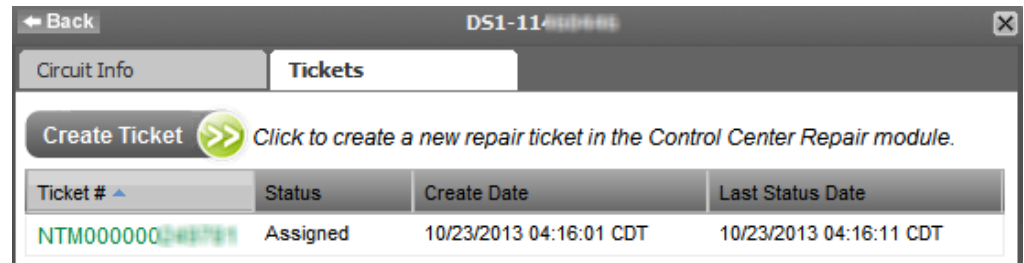 Back DS1-11
Circuit Info Tickets
Create Ticket Click to create a new repair ticket in the Control Center Repair module.
Ticket # Status Create Date Last Status Date
NTM000000 Assigned 10/23/2013 04:16:01 CDT 10/23/2013 04:16:11 CDT